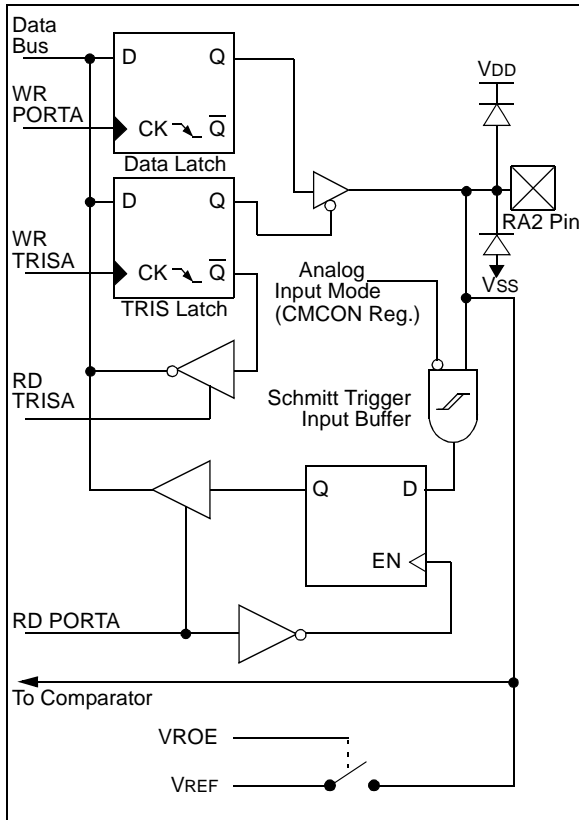 Data
Bus
D
Q
VDD
WR
PORTA
CK
Q
Data Latch
D
Q
RA2 Pin
WR
TRISA
CK
Q
TRIS Latch
Analog
Input Mode
(CMCON Reg.)
VSS
RD
TRISA
Schmitt Trigger
Input Buffer
Q
D
EN
RD PORTA
To Comparator
VROE
VREF